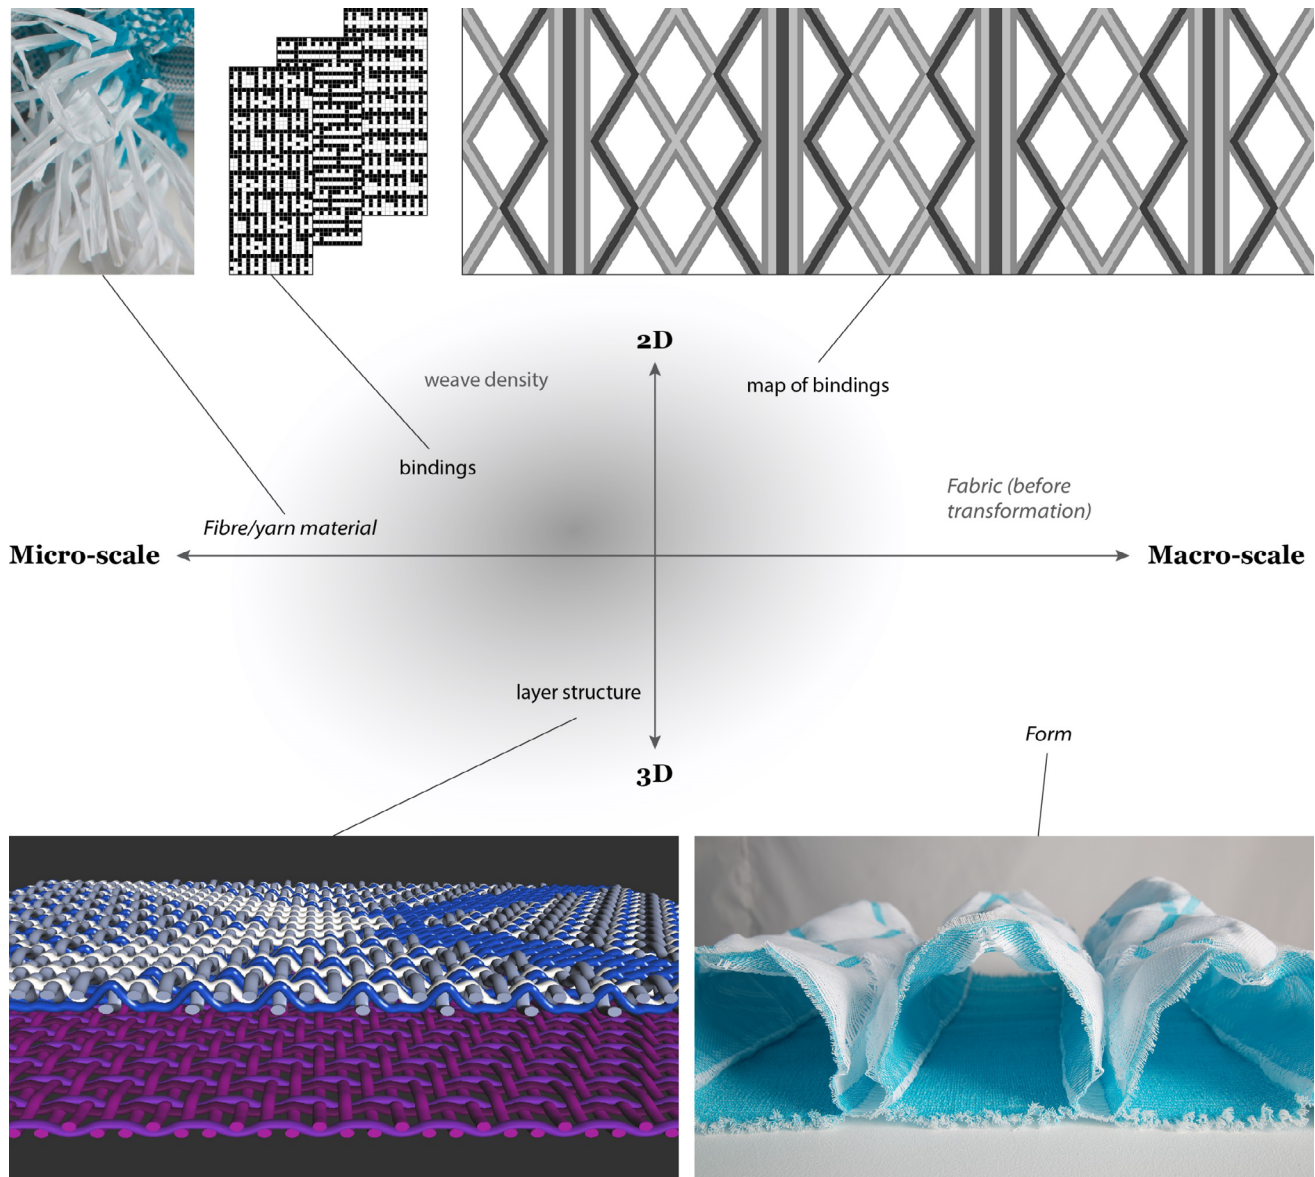 2D
weave density
map of bindings
bindings
Fabric (before
transformation)
Fibre/yarn material
Micro-scale
Macro-scale
layer structure
Form
3D